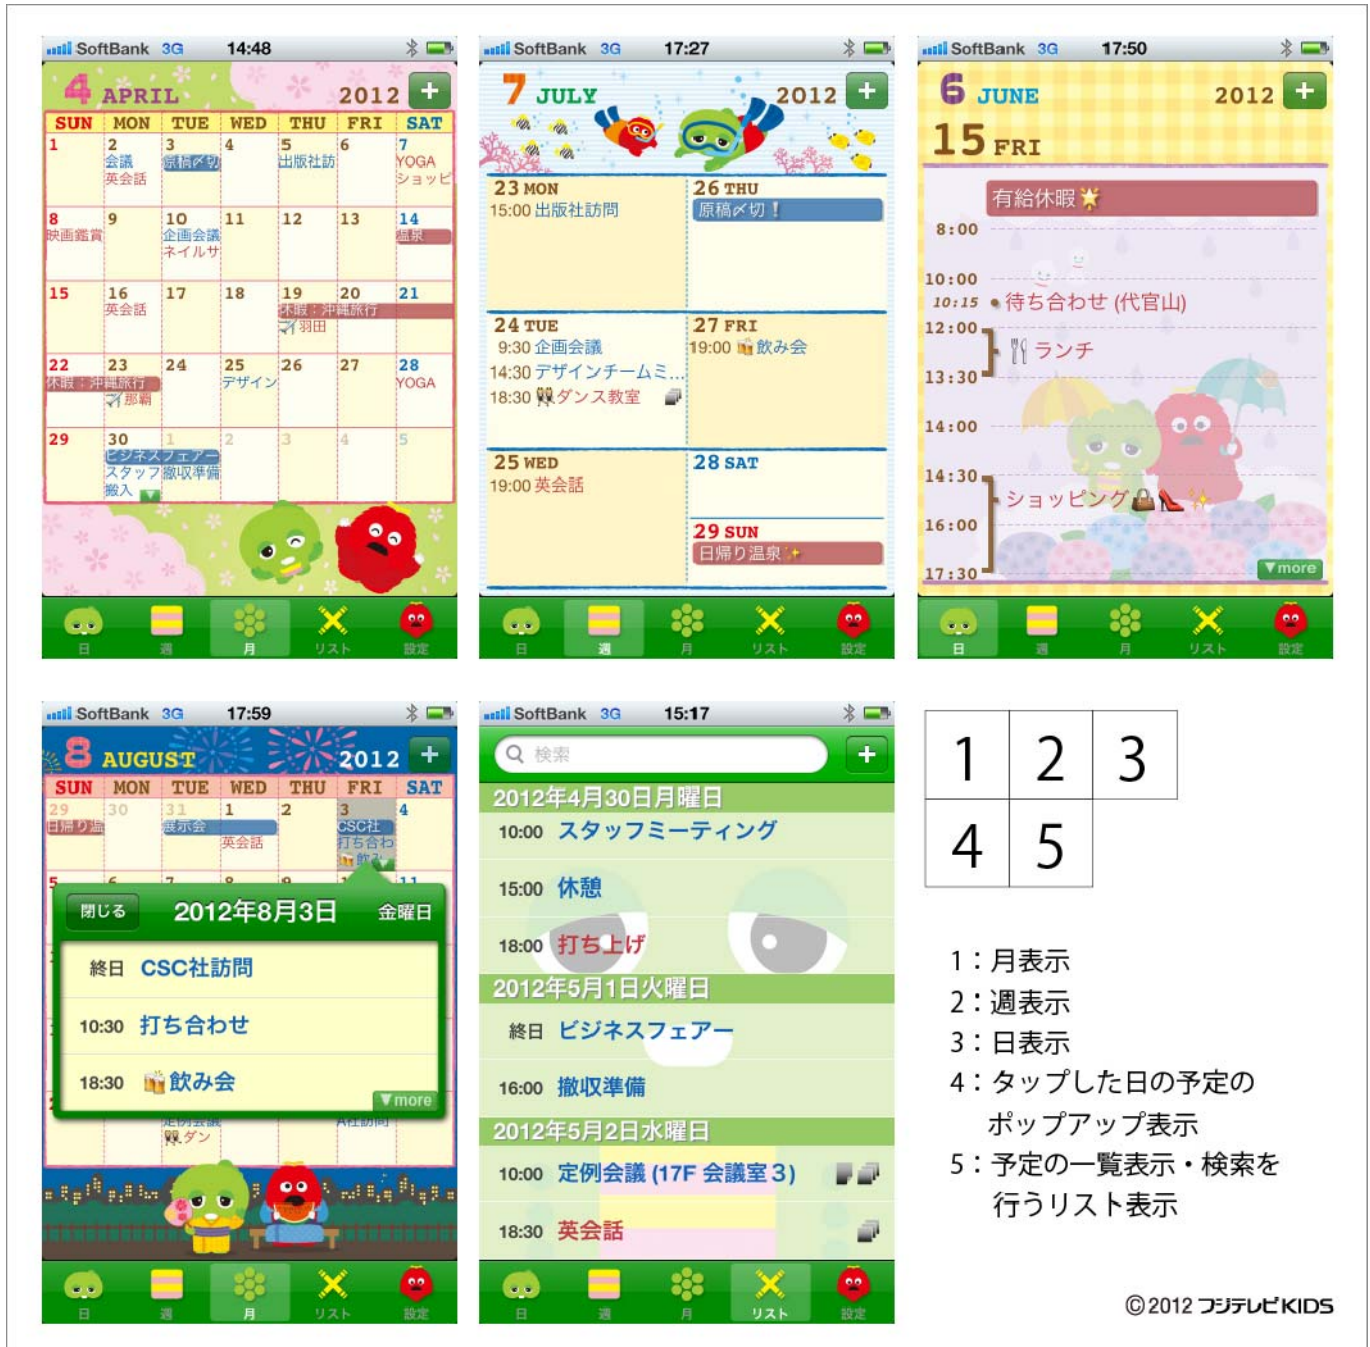 SoftBank 3G 14:48
4 APRIL 2012 +
SUN MON TUE WED THU FRI SAT
1 2 3 4 5 6 7
会議 原稿〆切 出版社訪 YOGA
英会話 ショッピ
8 9 10 11 12 13 14
映画鑑賞 企画会議 温泉
ネイルサ
15 16 17 18 19 20 21
英会話 休暇：沖縄旅行
羽田
22 23 24 25 26 27 28
休暇：沖縄旅行 デザイン YOGA
那覇
29 30 1 2 3 4 5
ビジネスフェアー
スタッフ 撤収準備
搬入
日 週 月 リスト 設定
SoftBank 3G 17:27
7 JULY 2012 +
23 MON
15:00 出版社訪問
24 TUE
9:30 企画会議
14:30 デザインチームミ...
18:30 ダンス教室
25 WED
19:00 英会話
26 THU
原稿〆切！
27 FRI
19:00 飲み会
28 SAT
29 SUN
日帰り温泉
日 週 月 リスト 設定
SoftBank 3G 17:50
6 JUNE 2012 +
15 FRI
有給休暇
8:00
10:00
10:15 待ち合わせ (代官山)
12:00
ランチ
13:30
14:00
14:30
ショッピング
16:00
17:30
▼more
日 週 月 リスト 設定
SoftBank 3G 17:59
8 AUGUST 2012 +
SUN MON TUE WED THU FRI SAT
29 30 31 1 2 3 4
日帰り温 展示会 CSC社
英会話 打ち合わ
飲み
閉じる 2012年8月3日 金曜日
終日 CSC社訪問
10:30 打ち合わせ
18:30 飲み会
▼more
定例会議 A社訪問
ダン
日 週 月 リスト 設定
SoftBank 3G 15:17
検索 +
2012年4月30日月曜日
10:00 スタッフミーティング
15:00 休憩
18:00 打ち上げ
2012年5月1日火曜日
終日 ビジネスフェアー
16:00 撤収準備
2012年5月2日水曜日
10:00 定例会議 (17F 会議室３)
18:30 英会話
日 週 月 リスト 設定
1 2 3
4 5
1：月表示
2：週表示
3：日表示
4：タップした日の予定の
ポップアップ表示
5：予定の一覧表示・検索を
行うリスト表示
©2012 フジテレビKIDS